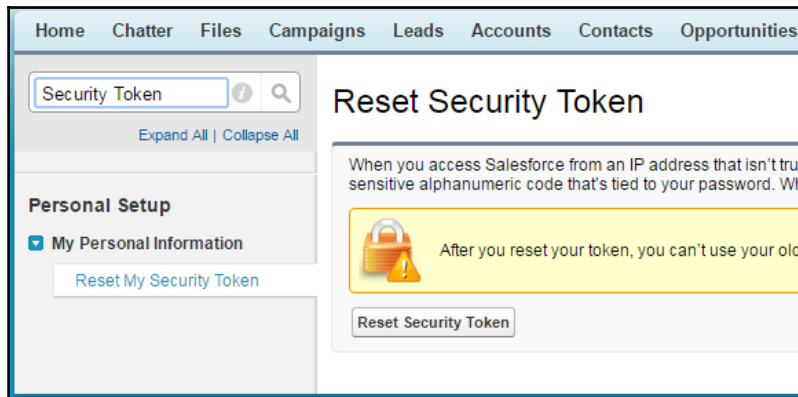 Home Chatter Files Campaigns Leads Accounts Contacts Opportunities
Security Token
Expand All | Collapse All
Personal Setup
My Personal Information
Reset My Security Token
Reset Security Token
When you access Salesforce from an IP address that isn't tru
sensitive alphanumeric code that's tied to your password. Wh
After you reset your token, you can't use your old
Reset Security Token